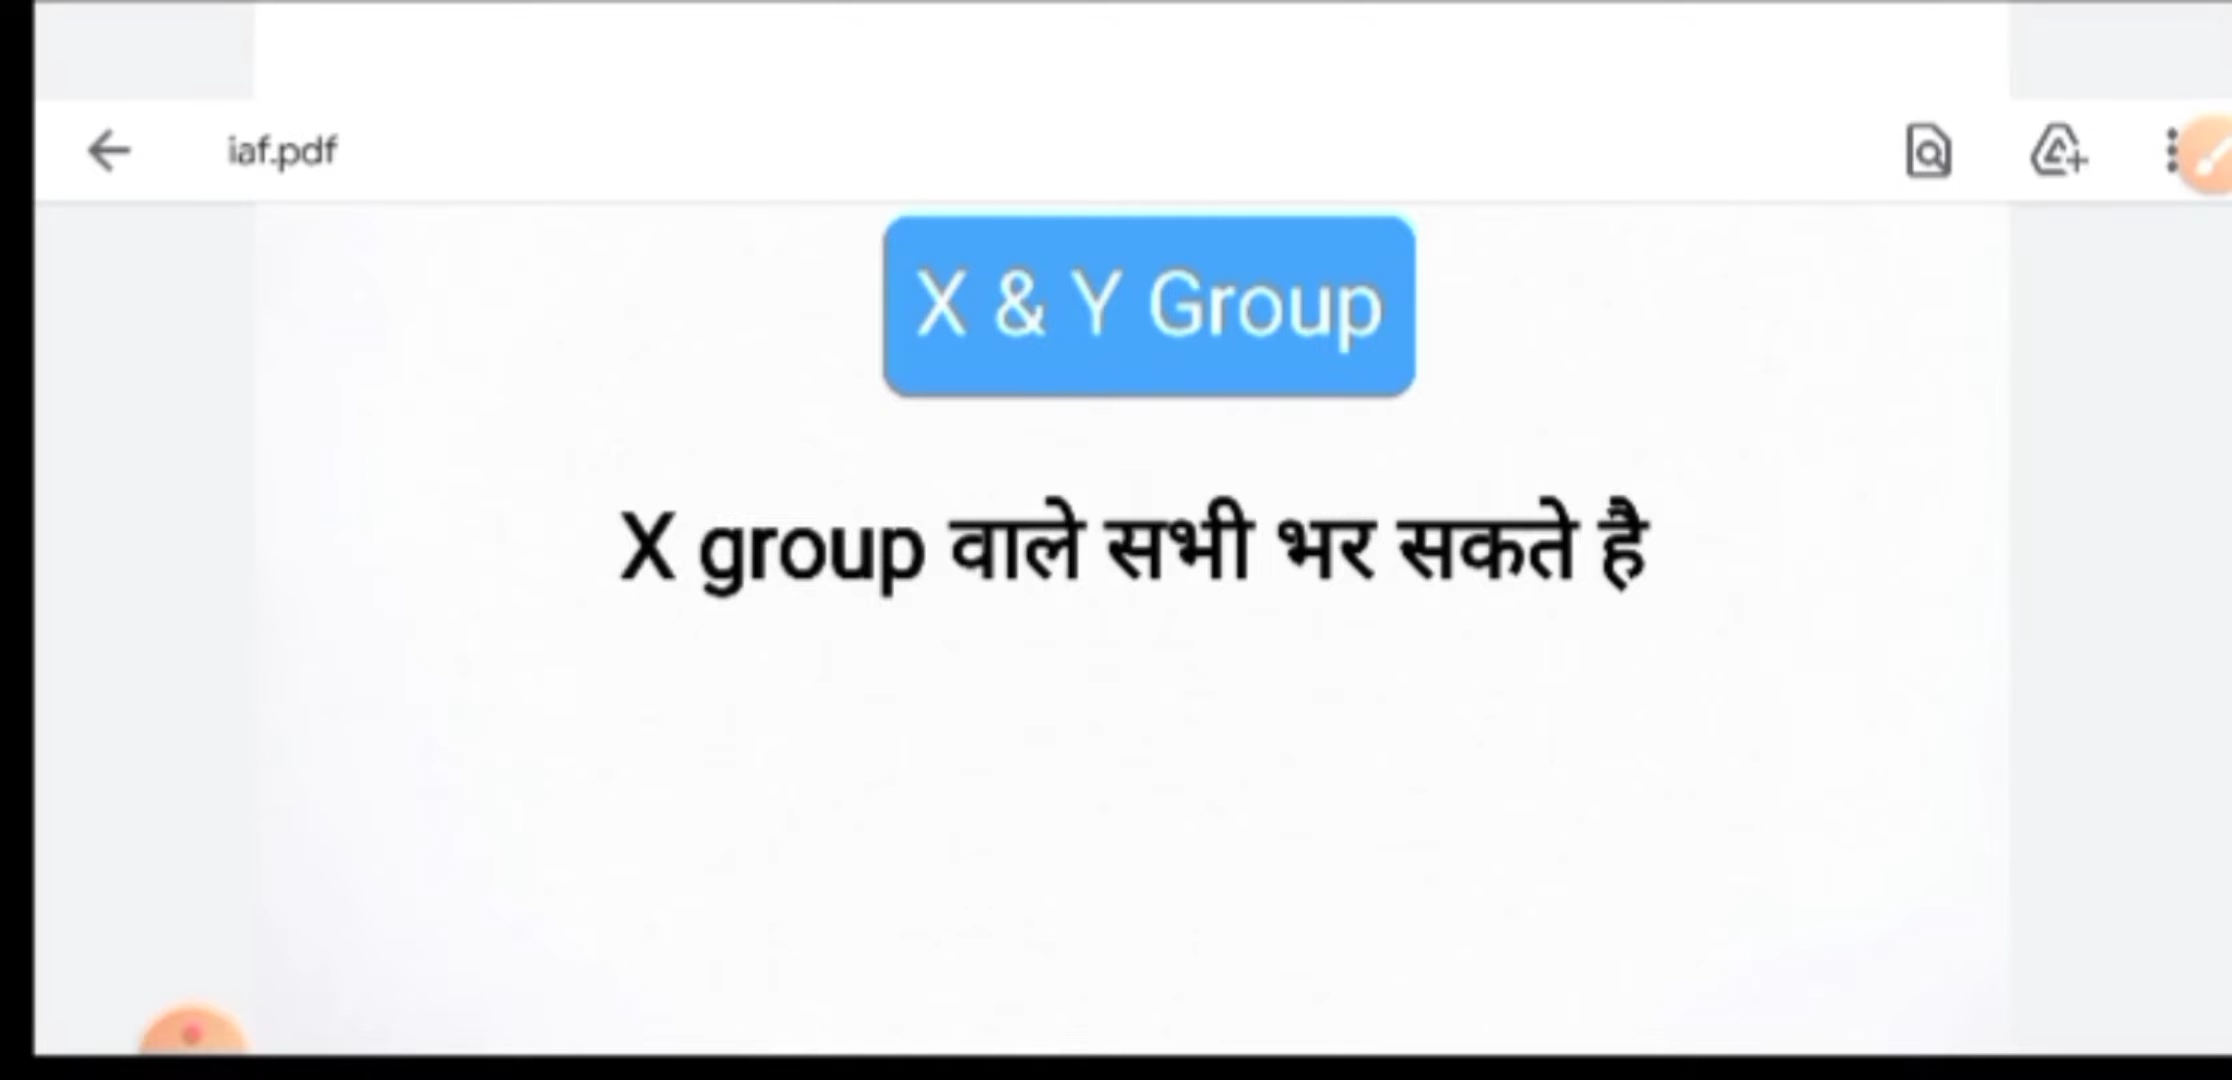 iaf.pdf
X & Y Group
X group वाले सभी भर सकते है